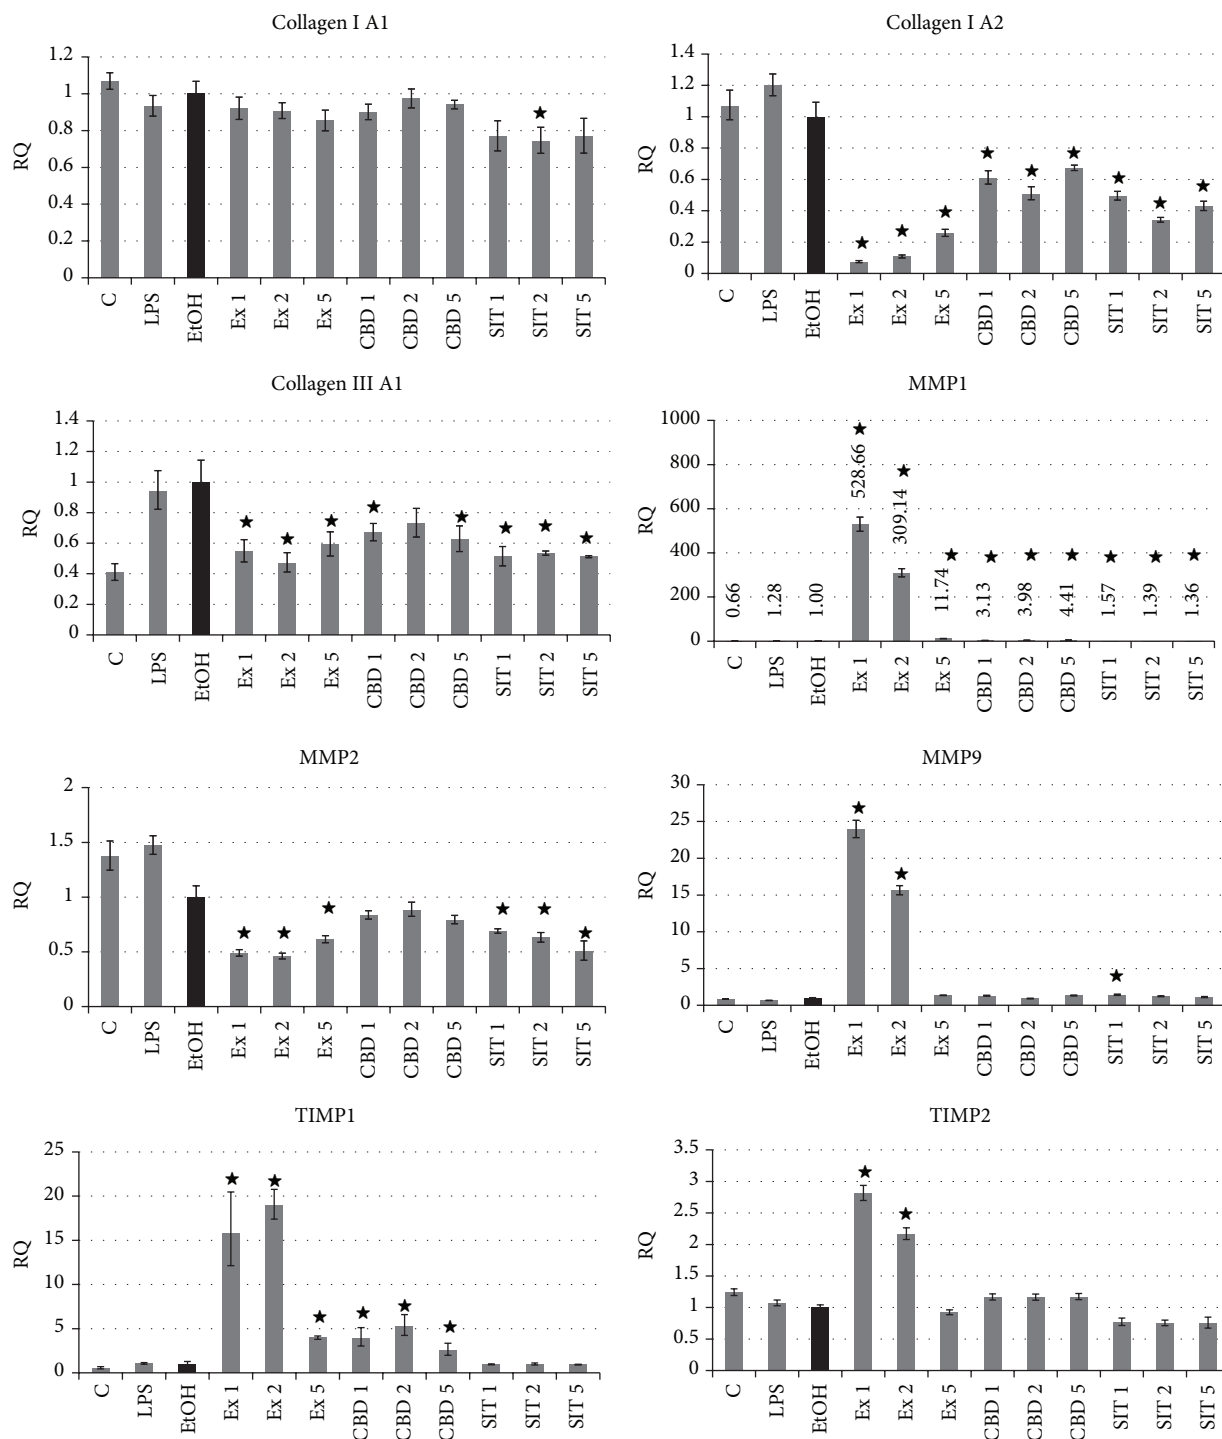 Collagen I A1
1.2
1
0.8
0.6
0.4
0.2
0
RQ
C
LPS
EtOH
Ex 1
Ex 2
Ex 5
CBD 1
CBD 2
CBD 5
SIT 1
SIT 2
SIT 5
Collagen I A2
1.4
1.2
1
0.8
0.6
0.4
0.2
0
RQ
C
LPS
EtOH
Ex 1
Ex 2
Ex 5
CBD 1
CBD 2
CBD 5
SIT 1
SIT 2
SIT 5
Collagen III A1
1.4
1.2
1
0.8
0.6
0.4
0.2
0
RQ
C
LPS
EtOH
Ex 1
Ex 2
Ex 5
CBD 1
CBD 2
CBD 5
SIT 1
SIT 2
SIT 5
MMP1
1000
800
600
400
200
0
RQ
0.66
1.28
1.00
528.66
309.14
11.74
3.13
3.98
4.41
1.57
1.39
1.36
C
LPS
EtOH
Ex 1
Ex 2
Ex 5
CBD 1
CBD 2
CBD 5
SIT 1
SIT 2
SIT 5
MMP2
2
1.5
1
0.5
0
RQ
C
LPS
EtOH
Ex 1
Ex 2
Ex 5
CBD 1
CBD 2
CBD 5
SIT 1
SIT 2
SIT 5
MMP9
30
25
20
15
10
5
0
RQ
C
LPS
EtOH
Ex 1
Ex 2
Ex 5
CBD 1
CBD 2
CBD 5
SIT 1
SIT 2
SIT 5
TIMP1
25
20
15
10
5
0
RQ
C
LPS
EtOH
Ex 1
Ex 2
Ex 5
CBD 1
CBD 2
CBD 5
SIT 1
SIT 2
SIT 5
TIMP2
3.5
3
2.5
2
1.5
1
0.5
0
RQ
C
LPS
EtOH
Ex 1
Ex 2
Ex 5
CBD 1
CBD 2
CBD 5
SIT 1
SIT 2
SIT 5